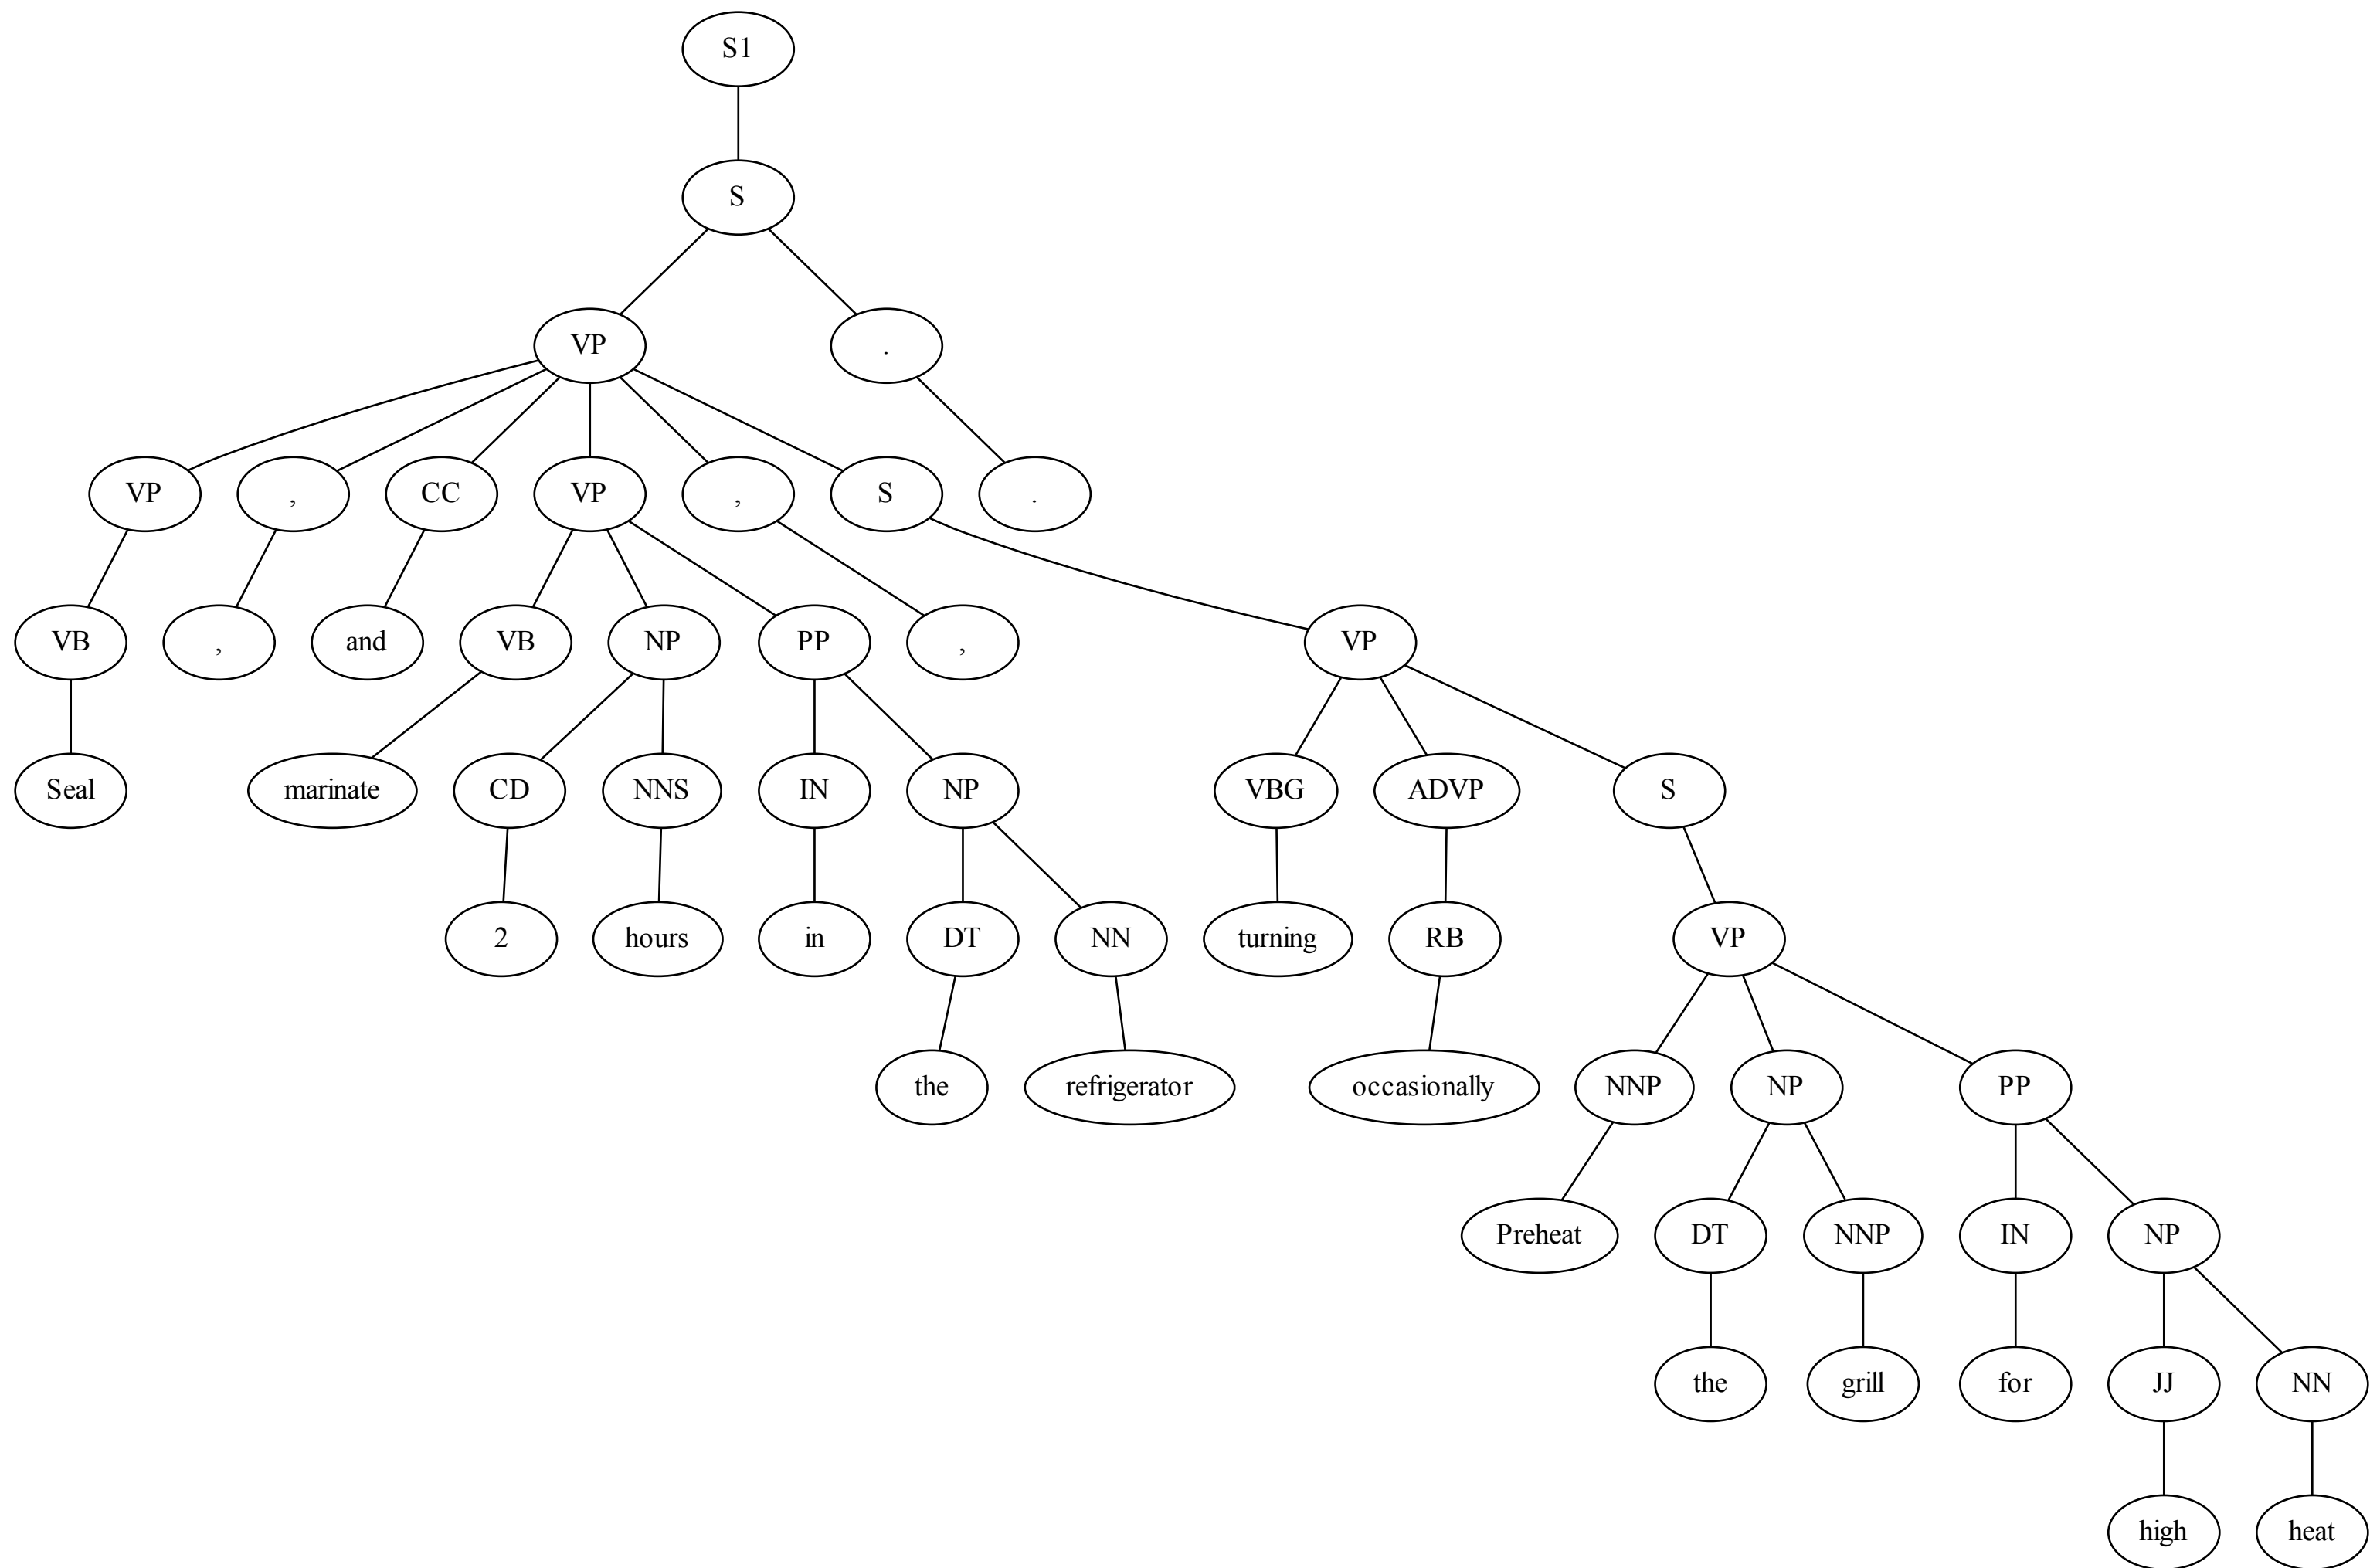 S1
S
VP .
VP , CC VP , S .
VB , and VB NP PP , VP
Seal marinate CD NNS IN NP VBG ADVP S
2 hours in DT NN turning RB VP
the refrigerator occasionally NNP NP PP
Preheat DT NNP IN NP
the grill for JJ NN
high heat